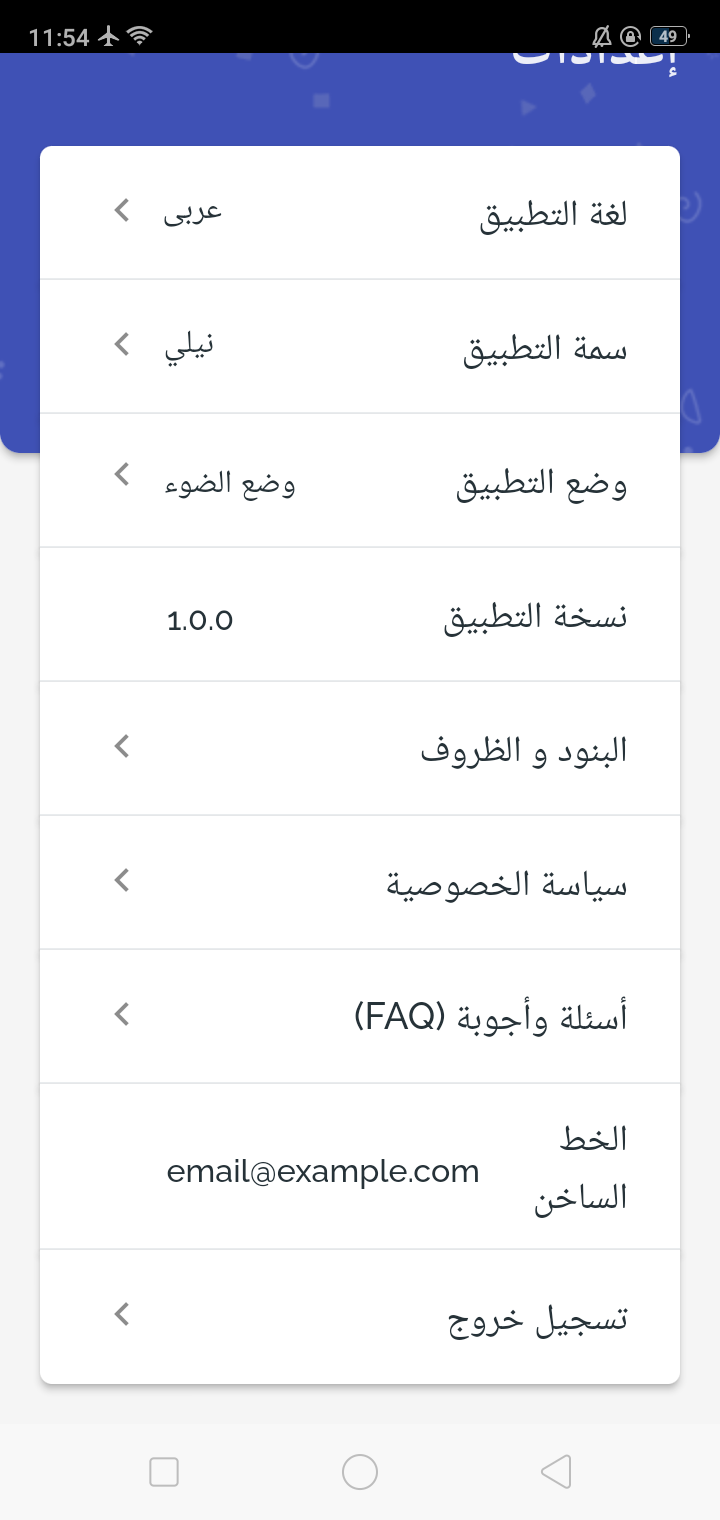 11:54
49
إعدادات
لغة التطبيق
عربى
سمة التطبيق
نيلي
وضع التطبيق
وضع الضوء
نسخة التطبيق
1.0.0
البنود و الظروف
سياسة الخصوصية
أسئلة وأجوبة (FAQ)
الخط
الساخن
email@example.com
تسجيل خروج